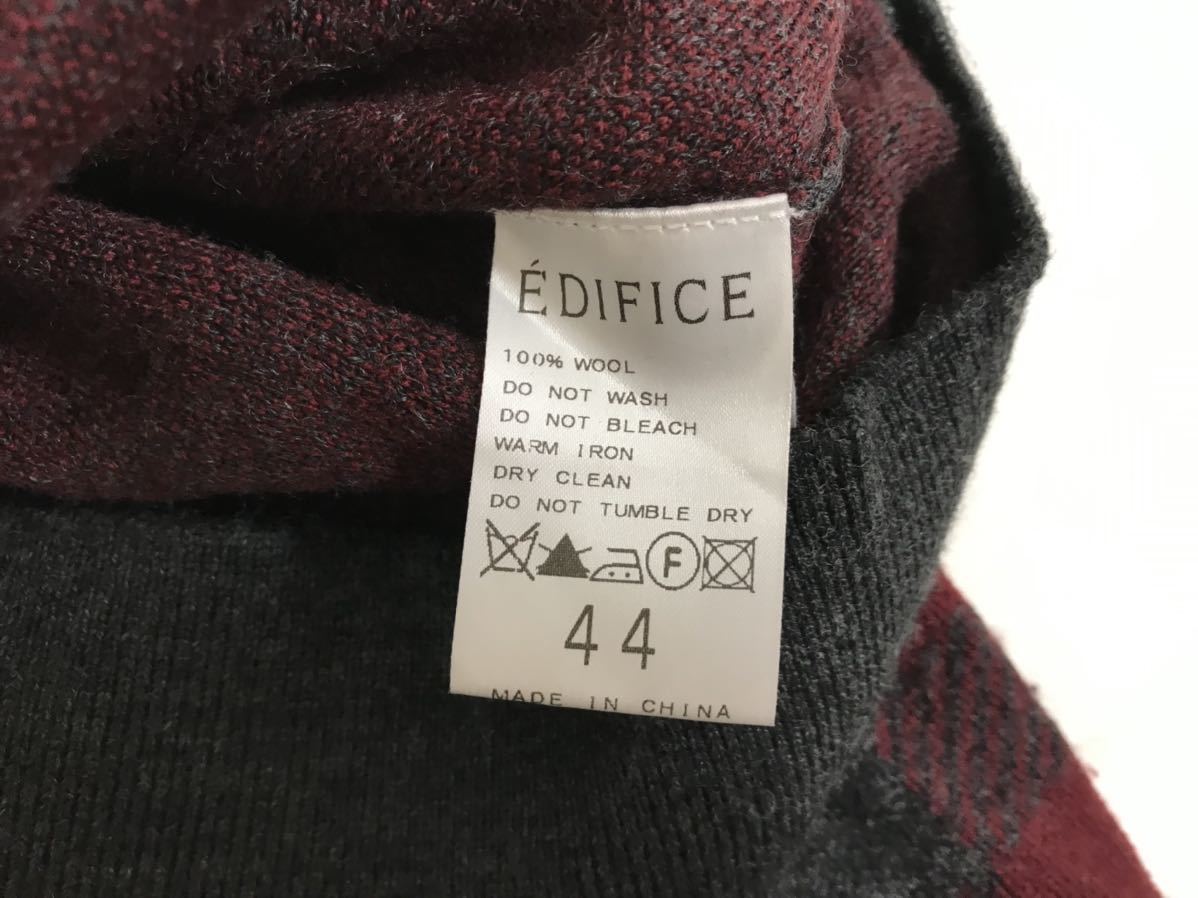 ÉDIFICE
100% WOOL
DO NOT WASH
DO NOT BLEACH
WARM IRON
DRY CLEAN
DO NOT TUMBLE DRY
F
44
MADE IN CHINA